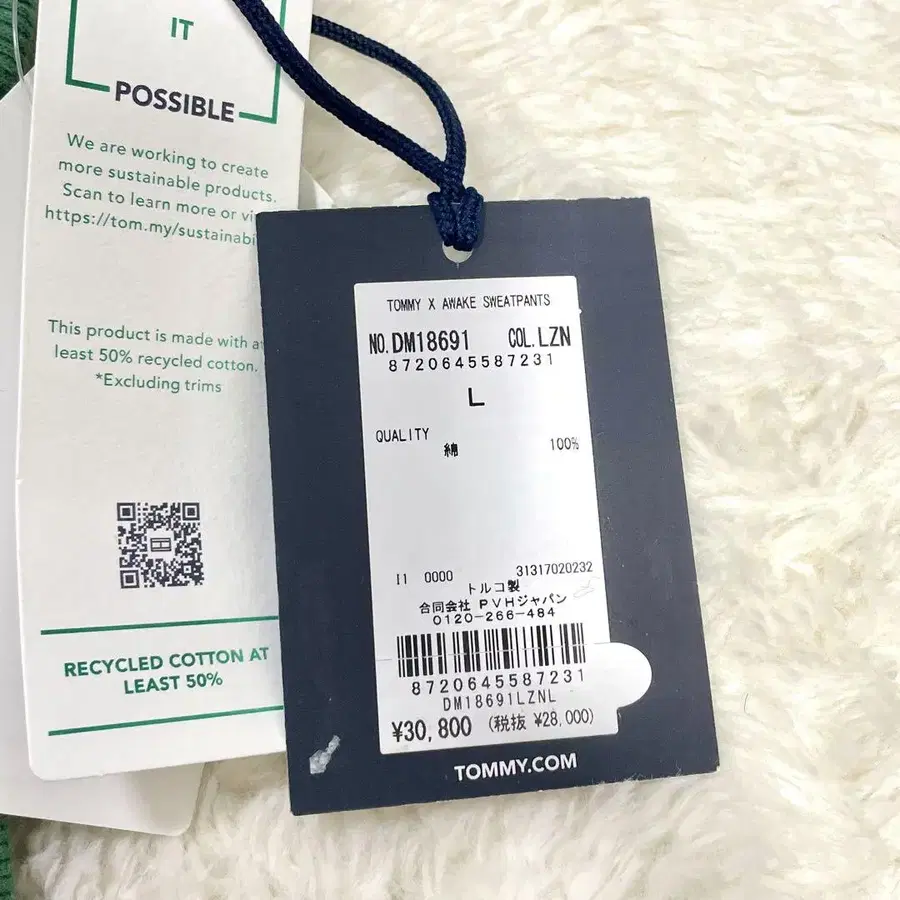 IT
POSSIBLE
We are working to create
more sustainable products.
Scan to learn more or
https://tom.my/sustainabi
This product is made with
least 50% recycled cotton.
*Excluding trims
RECYCLED COTTON AT
LEAST 50%
TOMMY X AWAKE SWEATPANTS
NO.DM18691 COL.LZN
8720645587231
L
QUALITY
綿 100%
I1 0000 31317020232
トルコ製
合同会社 PVHジャパン
0120-266-484
8720645587231
DM18691LZNL
¥30,800 (税抜 ¥28,000)
TOMMY.COM